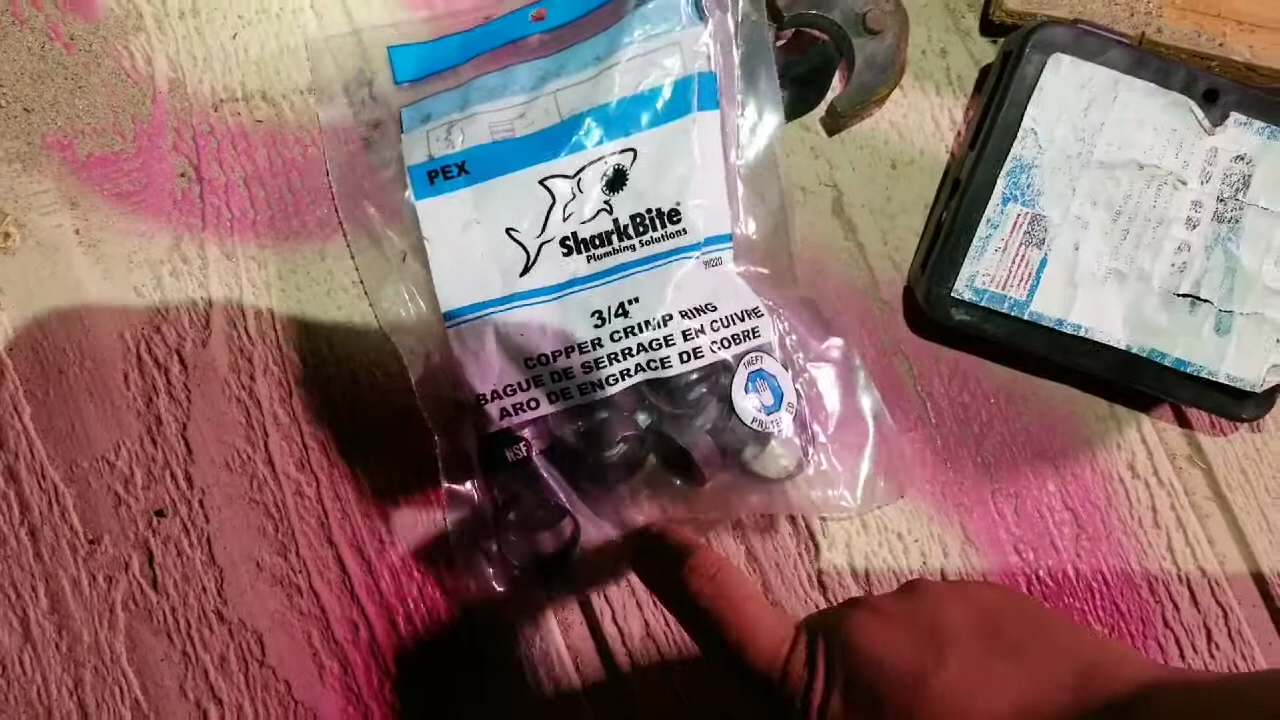 PEX
SharkBite
Plumbing Solutions
3/4"
COPPER CRIMP RING
BAGUE DE SERRAGE EN CUIVRE
ARO DE ENGRACE DE COBRE
THEFT
NSF